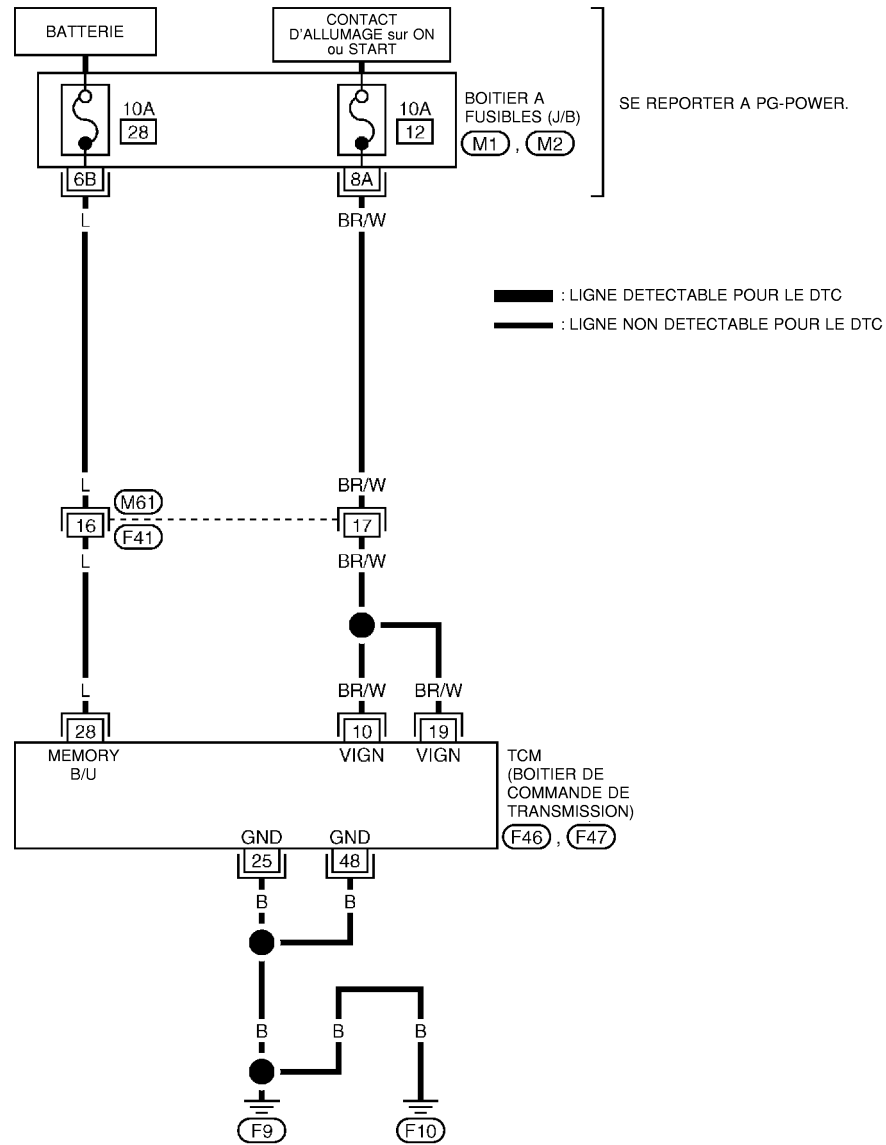 BATTERIE
CONTACT
D'ALLUMAGE sur ON
ou START
10A
28
10A
12
BOITIER A
FUSIBLES (J/B)
M1 , M2
SE REPORTER A PG-POWER.
6B
8A
L
BR/W
: LIGNE DETECTABLE POUR LE DTC
: LIGNE NON DETECTABLE POUR LE DTC
L
BR/W
M61
16
17
F41
L
BR/W
L
BR/W
BR/W
28
10
19
MEMORY
B/U
VIGN
VIGN
TCM
(BOITIER DE
COMMANDE DE
TRANSMISSION)
F46 , F47
GND
GND
25
48
B
B
B
B
B
F9
F10